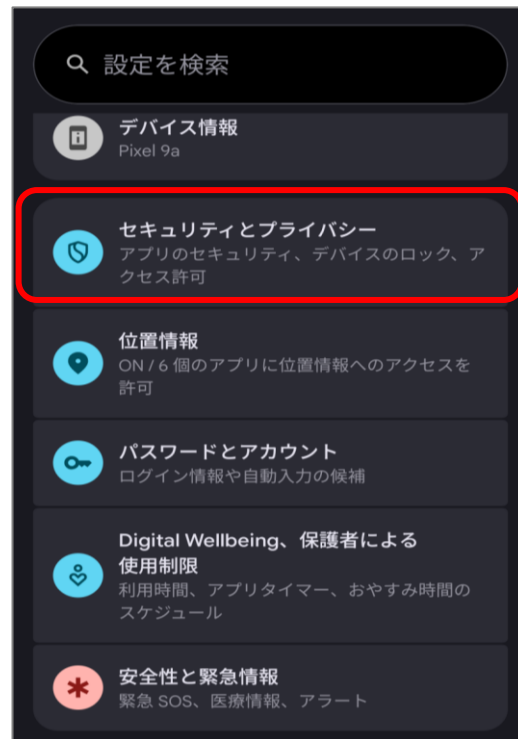 設定を検索
デバイス情報
Pixel 9a
セキュリティとプライバシー
アプリのセキュリティ、デバイスのロック、ア
クセス許可
位置情報
ON / 6 個のアプリに位置情報へのアクセスを
許可
パスワードとアカウント
ログイン情報や自動入力の候補
Digital Wellbeing、保護者による
使用制限
利用時間、アプリタイマー、おやすみ時間の
スケジュール
安全性と緊急情報
緊急 SOS、医療情報、アラート